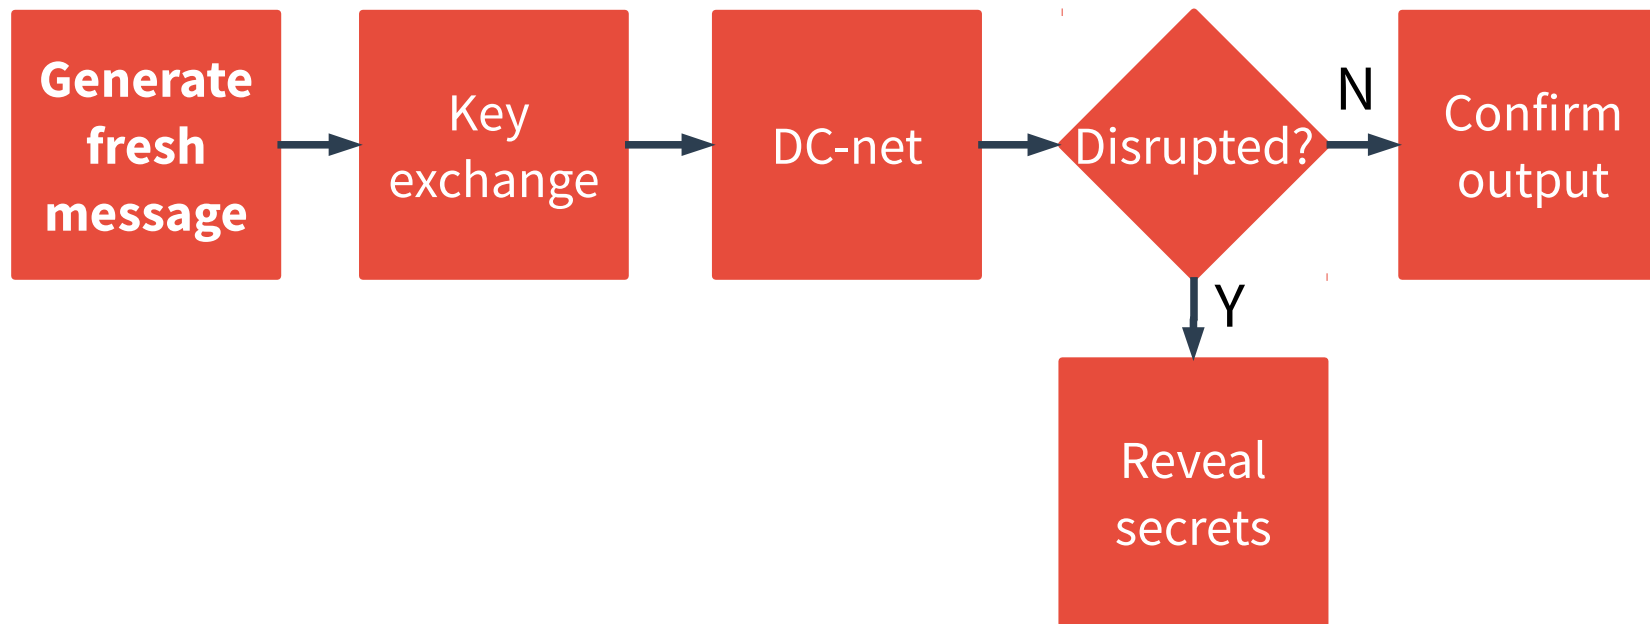 Generate
fresh
message
Key
exchange
DC-net
Disrupted?
N
Confirm
output
Y
Reveal
secrets